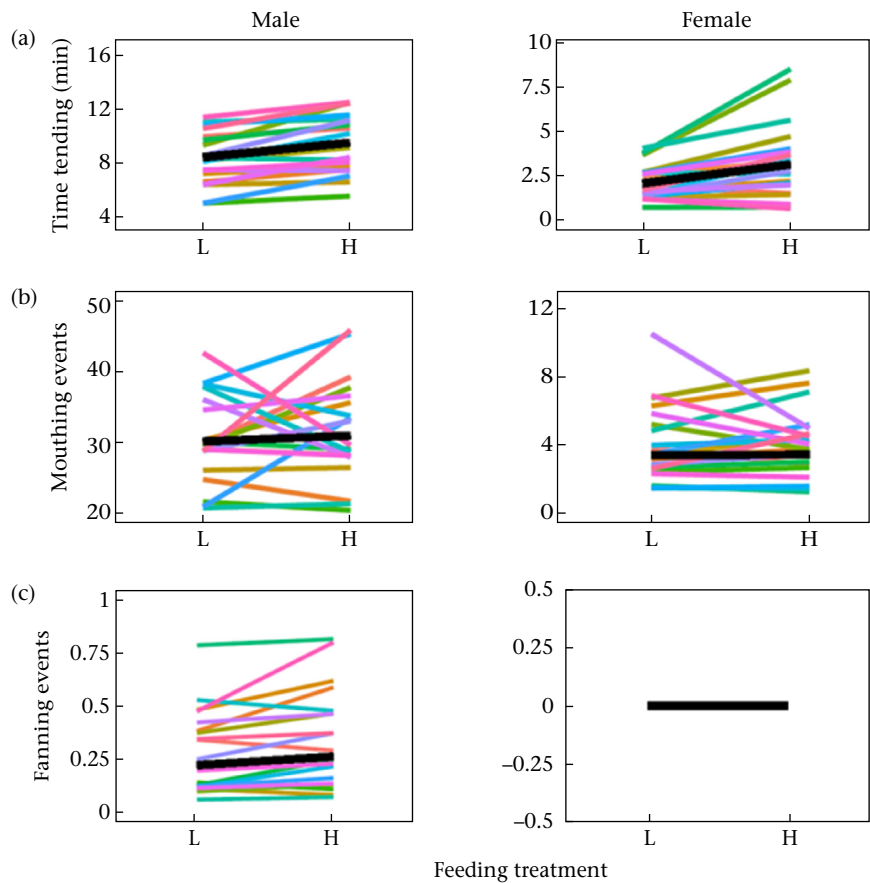 Male
Female
(a)
Time tending (min)
16
12
8
4
L
H
10
7.5
5
2.5
0
L
H
(b)
Mouthing events
50
40
30
20
L
H
12
8
4
0
L
H
(c)
Fanning events
1
0.75
0.5
0.25
0
L
H
0.5
0.25
0
−0.25
−0.5
L
H
Feeding treatment